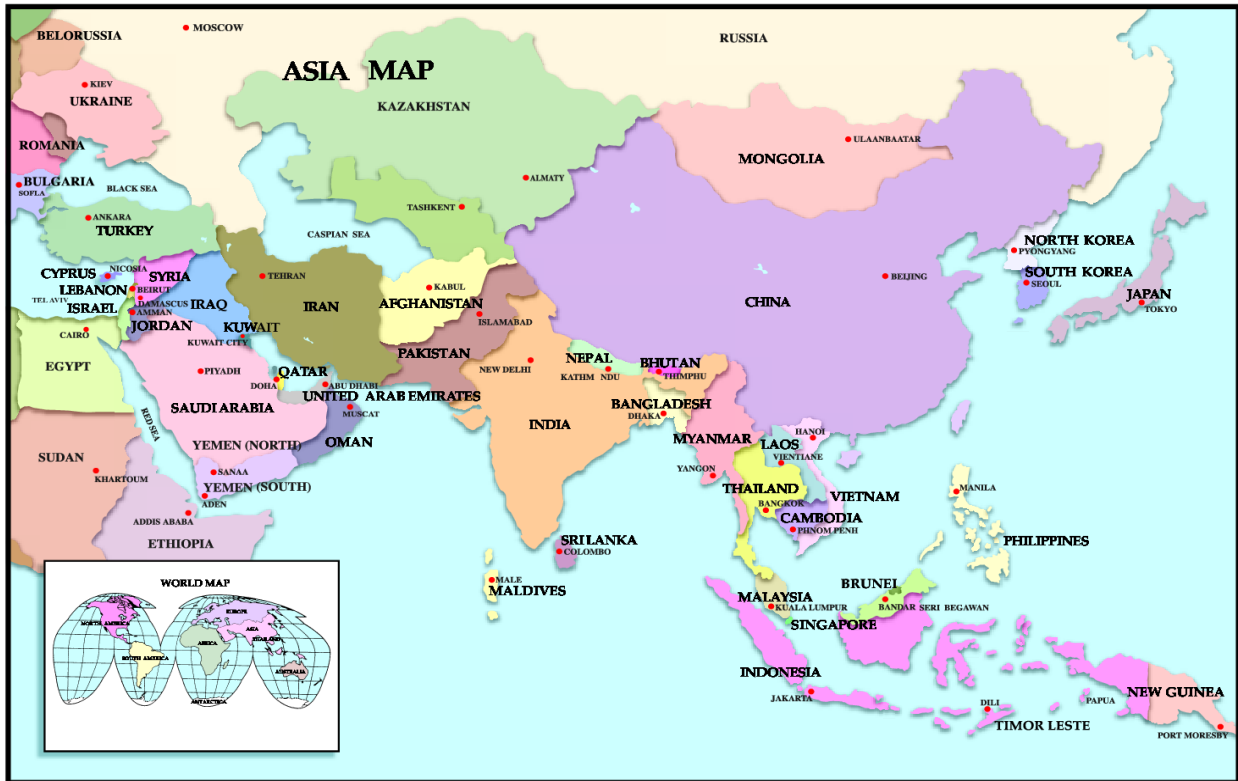 MOSCOW
RUSSIA
BELORUSSIA
ASIA MAP
KIEV
UKRAINE
KAZAKHSTAN
ROMANIA
ULAANBAATAR
MONGOLIA
BULGARIA
SOFLA
BLACK SEA
ALMATY
TASHKENT
ANKARA
TURKEY
CASPIAN SEA
NORTH KOREA
PYONGYANG
CYPRUS
NICOSIA
SYRIA
TEHRAN
KABUL
BEIJING
SOUTH KOREA
SEOUL
LEBANON
BEIRUT
TEL AVIV
DAMASCUS
ISRAEL
AMMAN
IRAQ
IRAN
AFGHANISTAN
CHINA
JAPAN
TOKYO
JORDAN
KUWAIT
KUWAIT CITY
ISLAMABAD
CAIRO
EGYPT
PAKISTAN
NEPAL
KATHM NDU
BHUTAN
THIMPHU
NEW DELHI
PIYADH
QATAR
DOHA
ABU DHABI
UNITED ARAB EMIRATES
SAUDI ARABIA
MUSCAT
BANGLADESH
DHAKA
RED SEA
OMAN
INDIA
MYANMAR
HANOI
LAOS
VIENTIANE
YEMEN (NORTH)
SUDAN
KHARTOUM
SANAA
YEMEN (SOUTH)
ADEN
YANGON
THAILAND
BANGKOK
VIETNAM
MANILA
ADDIS ABABA
ETHIOPIA
CAMBODIA
PHNOM PENH
SRI LANKA
COLOMBO
PHILIPPINES
MALE
MALDIVES
MALAYSIA
KUALA LUMPUR
SINGAPORE
BRUNEI
BANDAR SERI BEGAWAN
INDONESIA
JAKARTA
DILI
TIMOR LESTE
PAPUA
NEW GUINEA
PORT MORESBY
WORLD MAP
NORTH AMERICA
EUROPE
ASIA
THAILAND
AFRICA
SOUTH AMERICA
AUSTRALIA
ANTARCTICA